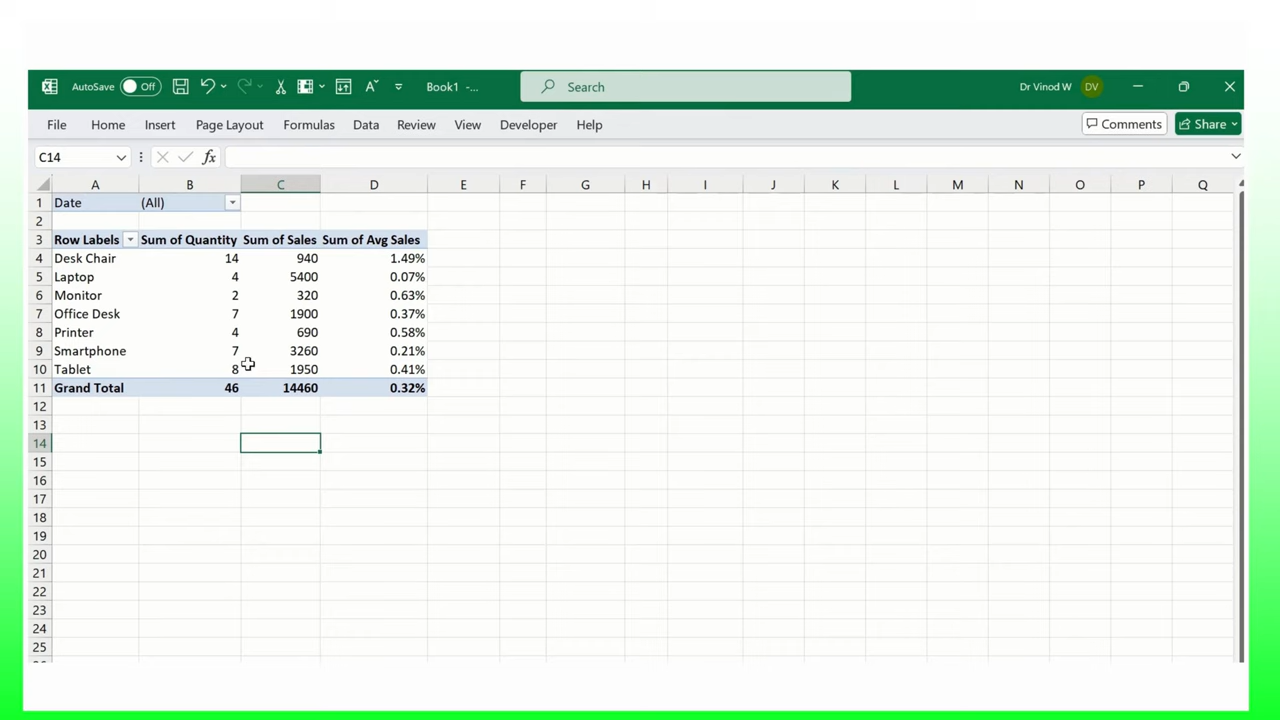 AutoSave Off Book1 -... Search Dr Vinod W DV
File Home Insert Page Layout Formulas Data Review View Developer Help Comments Share
C14 fx
A B C D E F G H I J K L M N O P Q
1 Date (All)
2
3 Row Labels Sum of Quantity Sum of Sales Sum of Avg Sales
4 Desk Chair 14 940 1.49%
5 Laptop 4 5400 0.07%
6 Monitor 2 320 0.63%
7 Office Desk 7 1900 0.37%
8 Printer 4 690 0.58%
9 Smartphone 7 3260 0.21%
10 Tablet 8 1950 0.41%
11 Grand Total 46 14460 0.32%
12
13
14
15
16
17
18
19
20
21
22
23
24
25